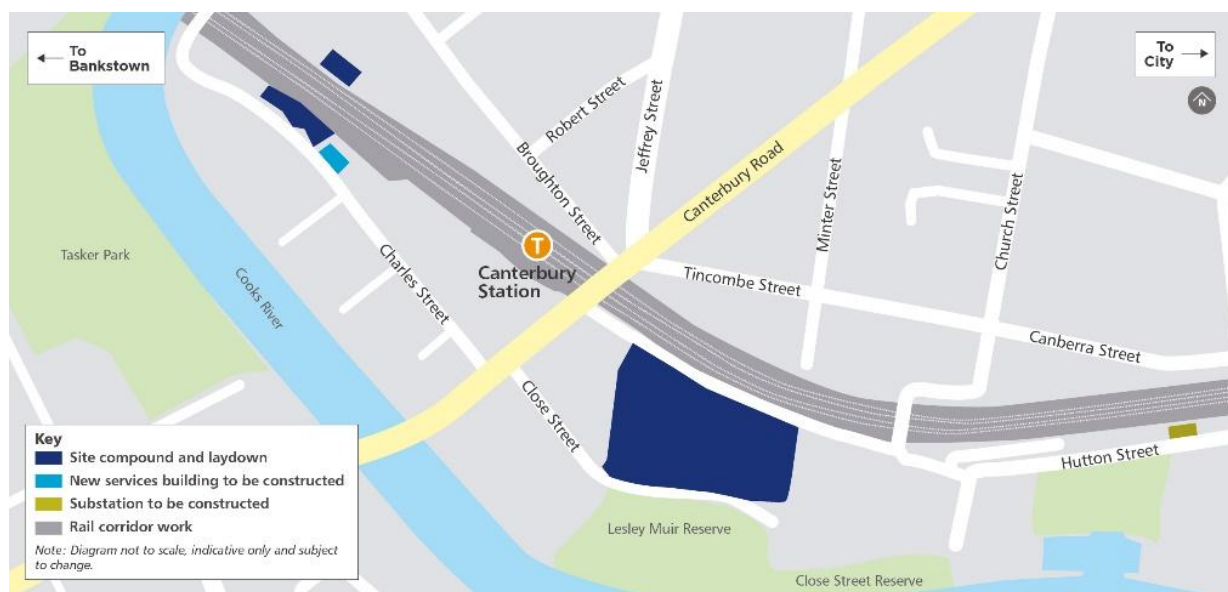 To
Bankstown
To
City
N
Robert Street
Jeffrey Street
Broughton Street
Canterbury Road
Minter Street
Church Street
Tasker Park
Cooks River
Charles Street
T
Canterbury
Station
Tincombe Street
Canberra Street
Close Street
Hutton Street
Lesley Muir Reserve
Close Street Reserve
Key
Site compound and laydown
New services building to be constructed
Substation to be constructed
Rail corridor work
Note: Diagram not to scale, indicative only and subject
to change.